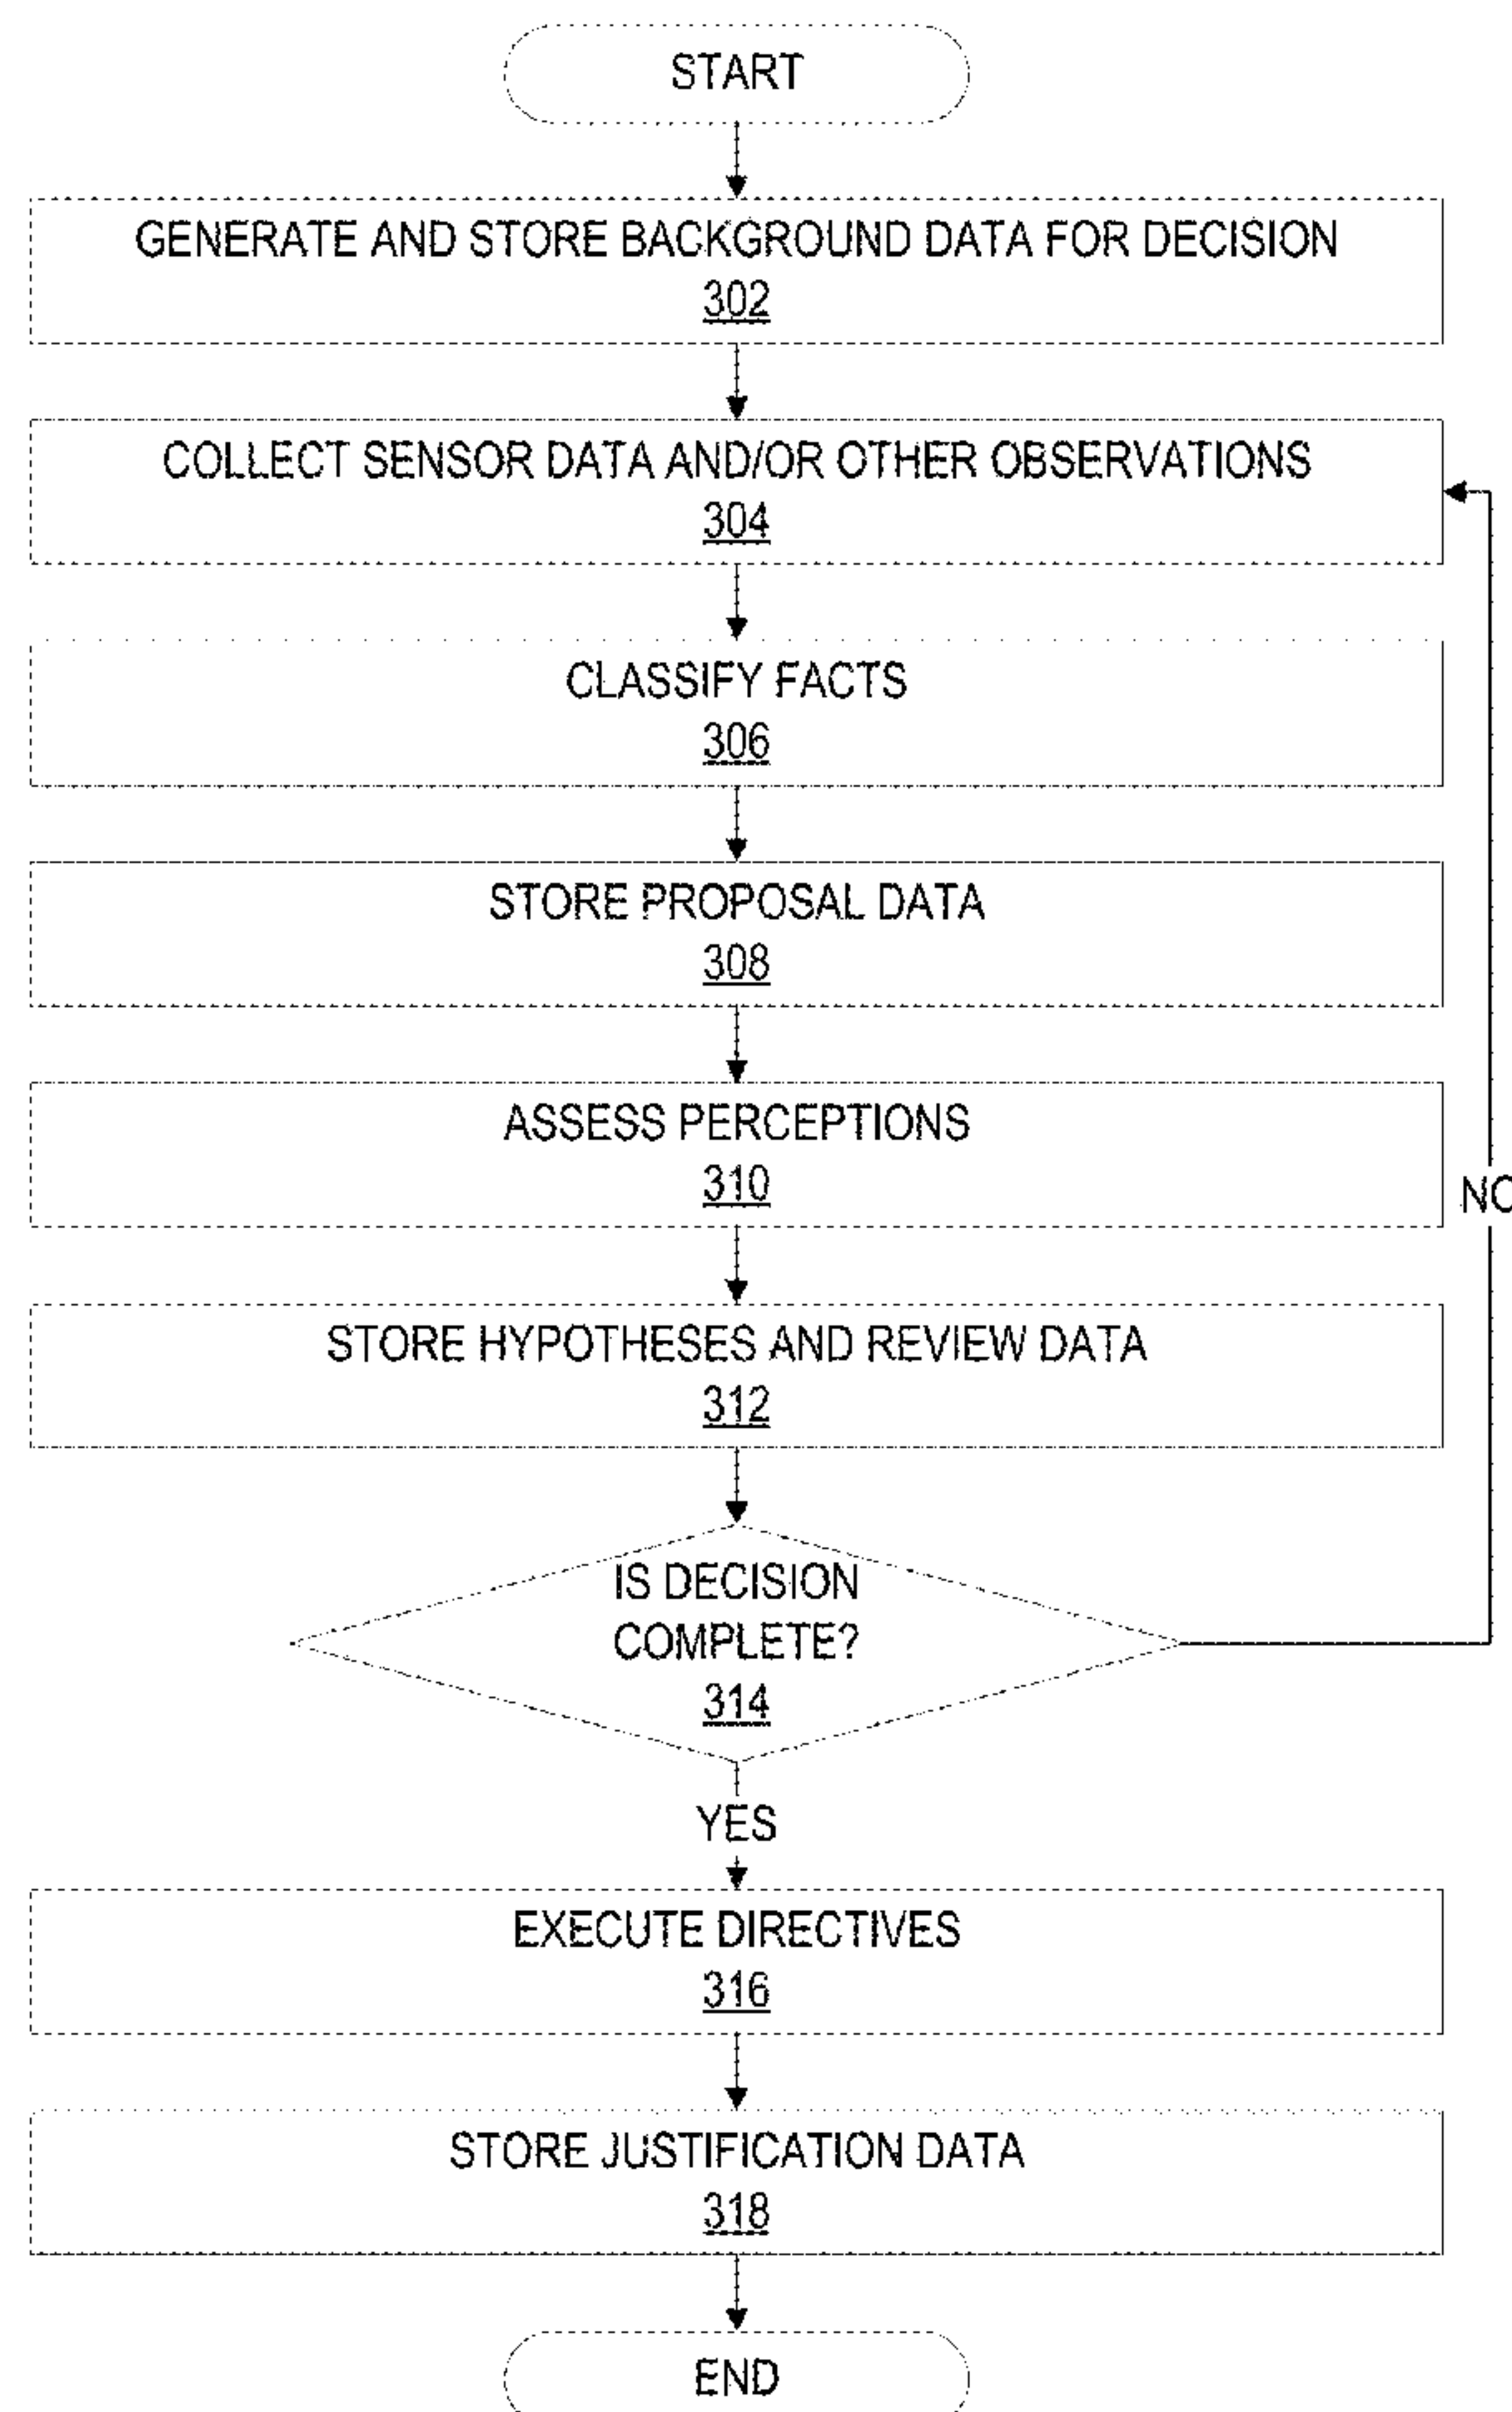 START
GENERATE AND STORE BACKGROUND DATA FOR DECISION
302
COLLECT SENSOR DATA AND/OR OTHER OBSERVATIONS
304
CLASSIFY FACTS
306
STORE PROPOSAL DATA
308
ASSESS PERCEPTIONS
310
NO
STORE HYPOTHESES AND REVIEW DATA
312
IS DECISION
COMPLETE?
314
YES
EXECUTE DIRECTIVES
316
STORE JUSTIFICATION DATA
318
END